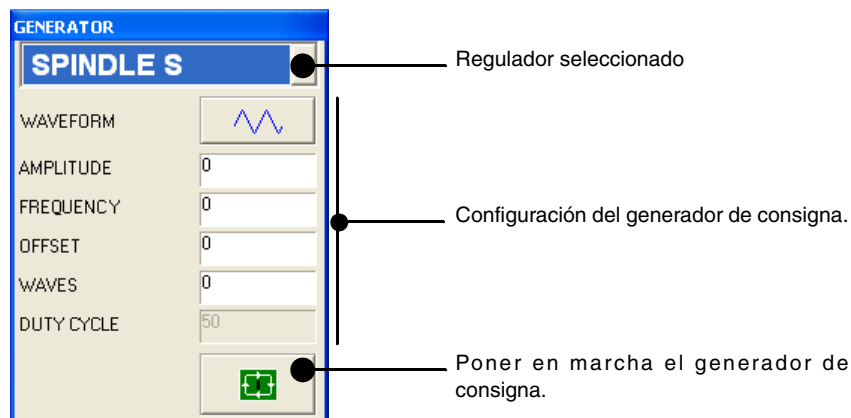 GENERATOR
SPINDLE S
Regulador seleccionado
WAVEFORM
AMPLITUDE 0
FREQUENCY 0
Configuración del generador de consigna.
OFFSET 0
WAVES 0
DUTY CYCLE 50
Poner en marcha el generador de
consigna.